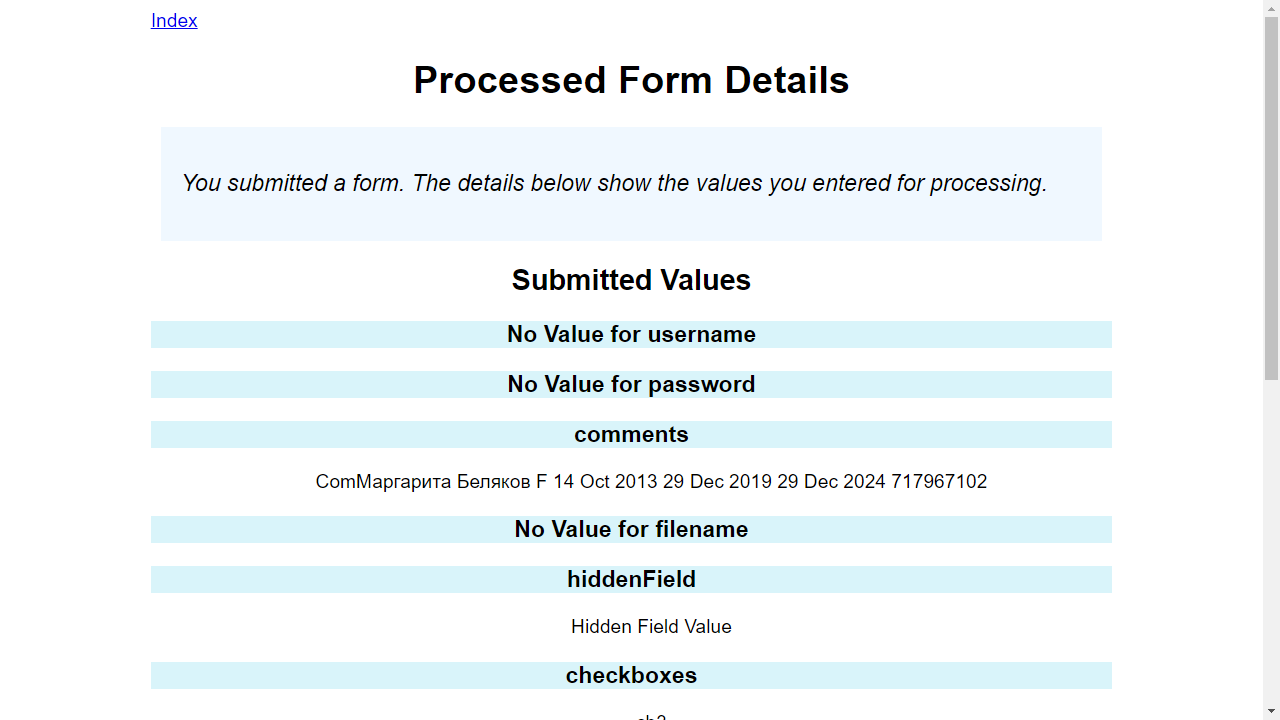 Index
Processed Form Details
You submitted a form. The details below show the values you entered for processing.
Submitted Values
No Value for username
No Value for password
comments
ComМаргарита Беляков F 14 Oct 2013 29 Dec 2019 29 Dec 2024 717967102
No Value for filename
hiddenField
Hidden Field Value
checkboxes